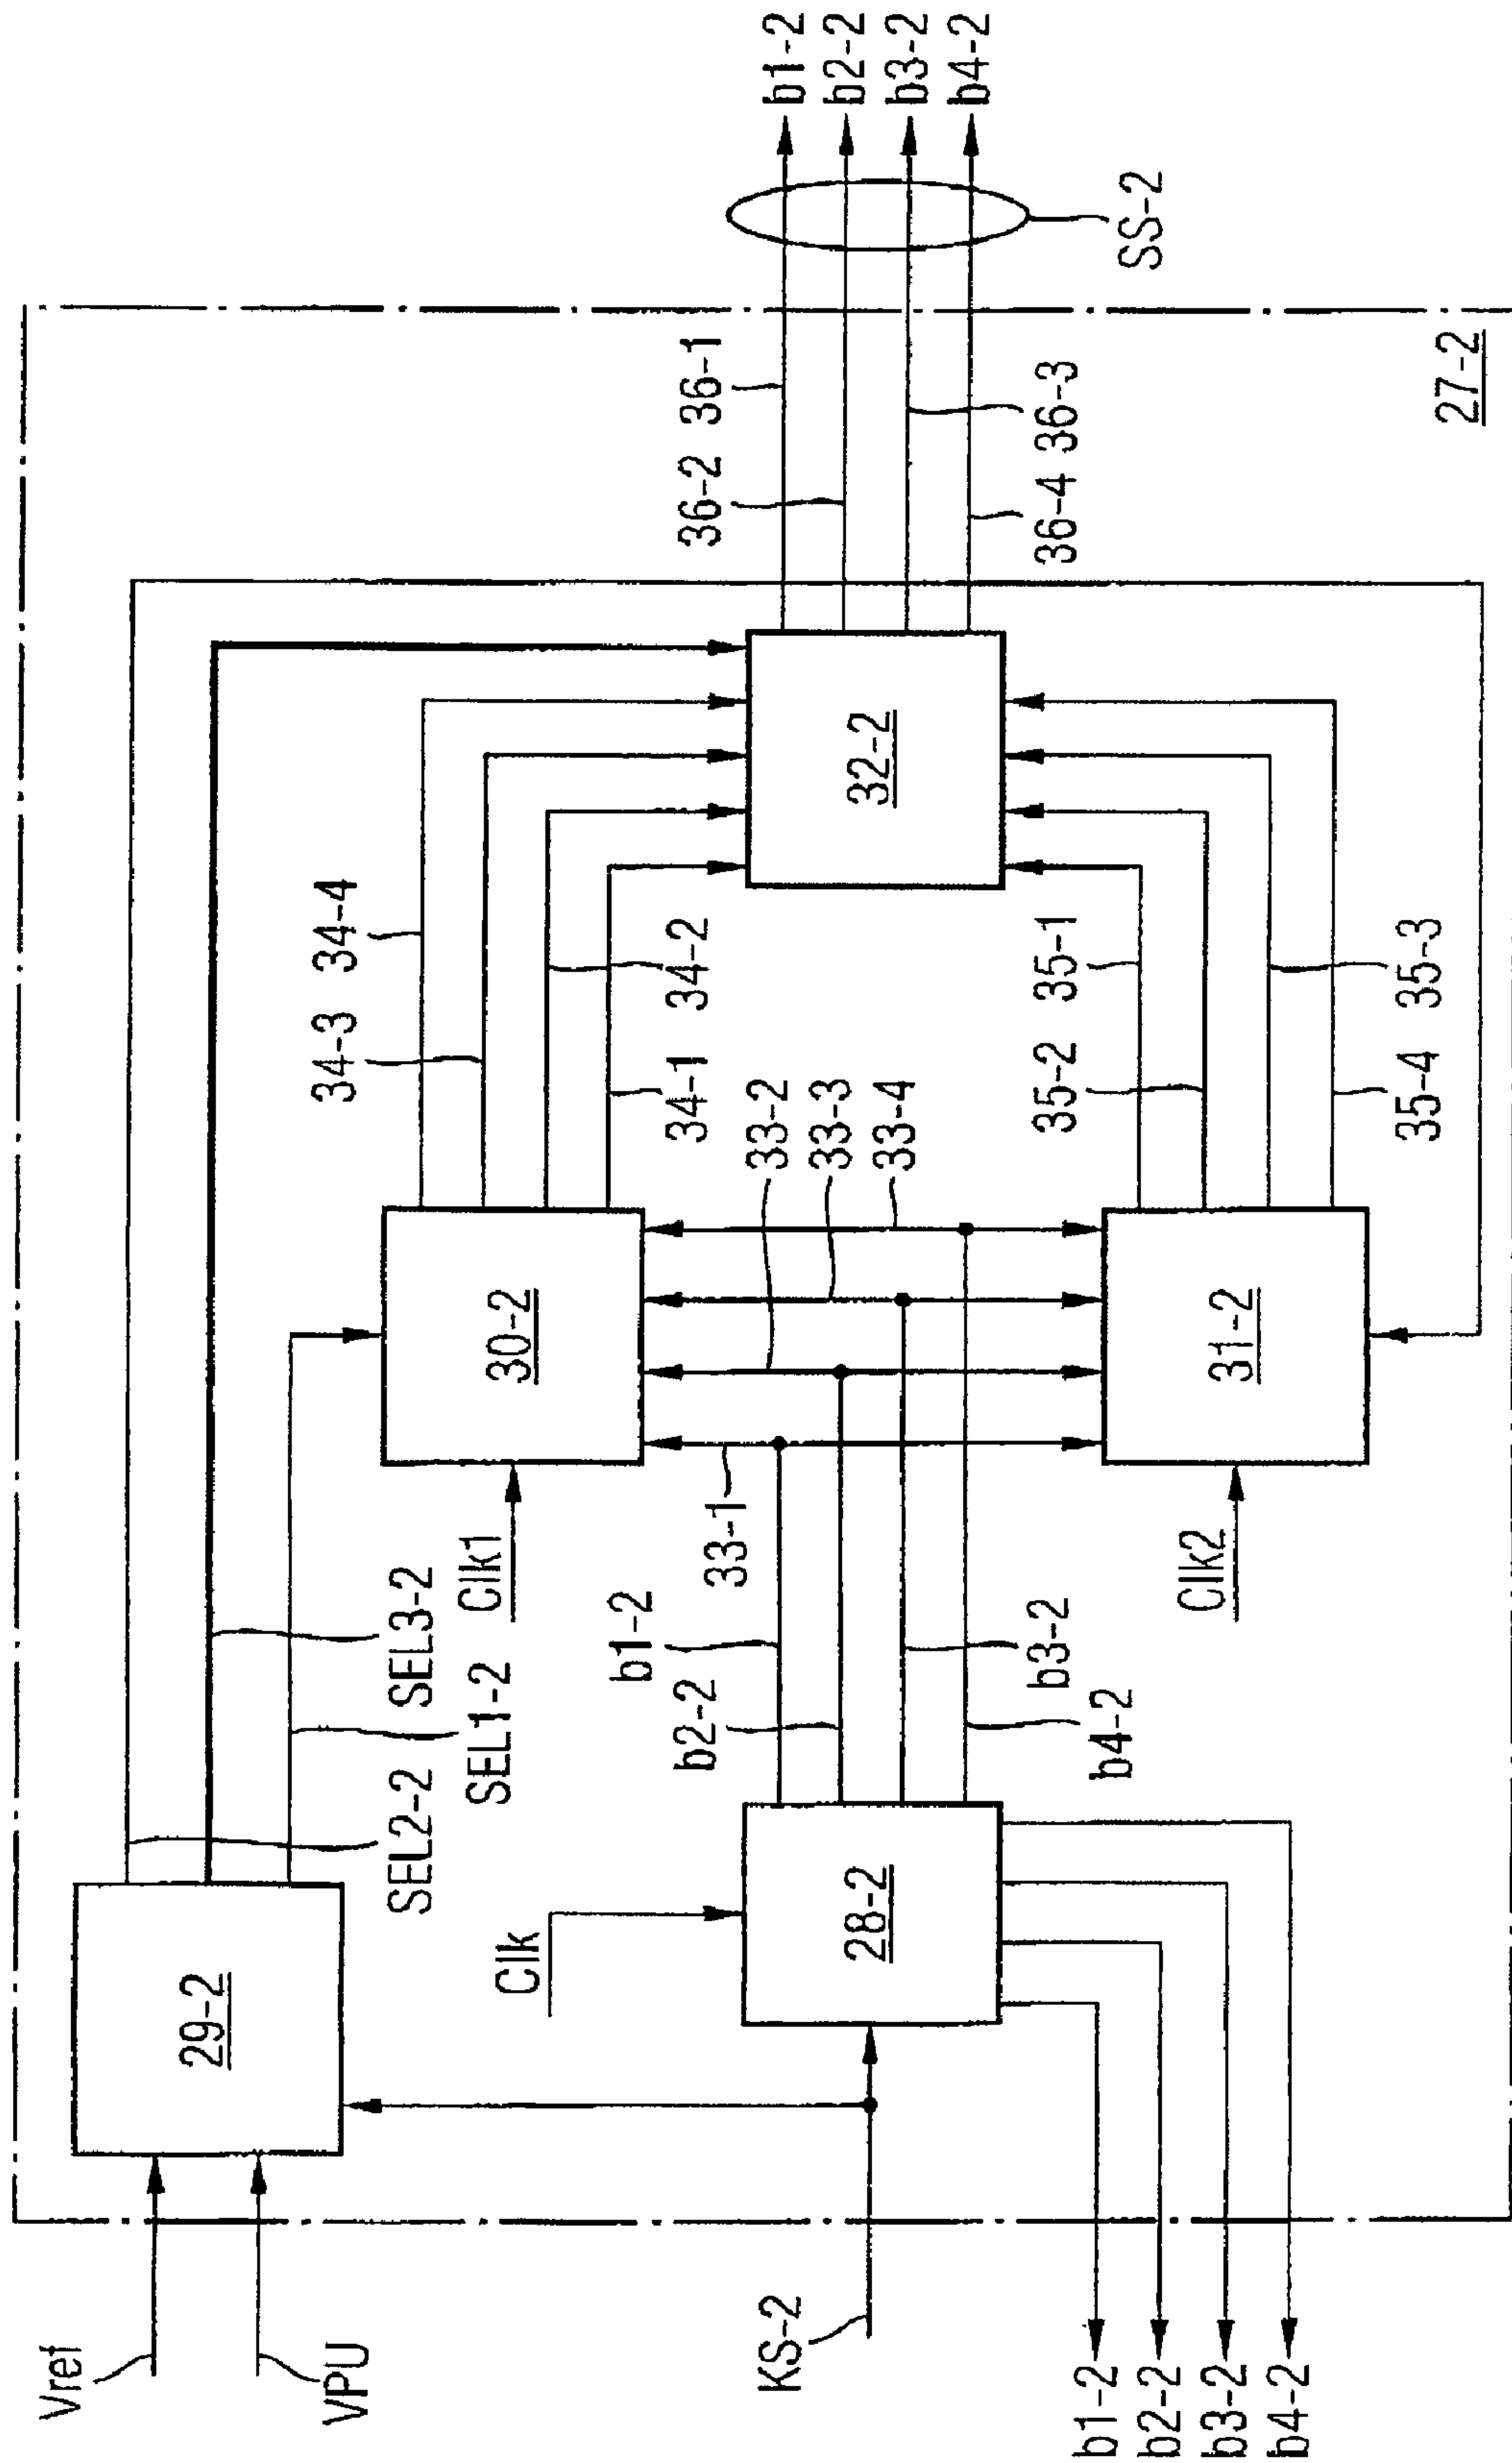 Vref
VPU
29-2
SEL2-2
SEL3-2
SEL1-2
Clk
KS-2
28-2
b1-2
b2-2
b3-2
b4-2
b1-2
b2-2
b3-2
b4-2
Clk1
30-2
33-1
33-2
33-3
33-4
Clk2
31-2
34-3
34-4
34-1
34-2
35-2
35-1
35-4
35-3
32-2
36-2
36-1
36-4
36-3
SS-2
b1-2
b2-2
b3-2
b4-2
27-2